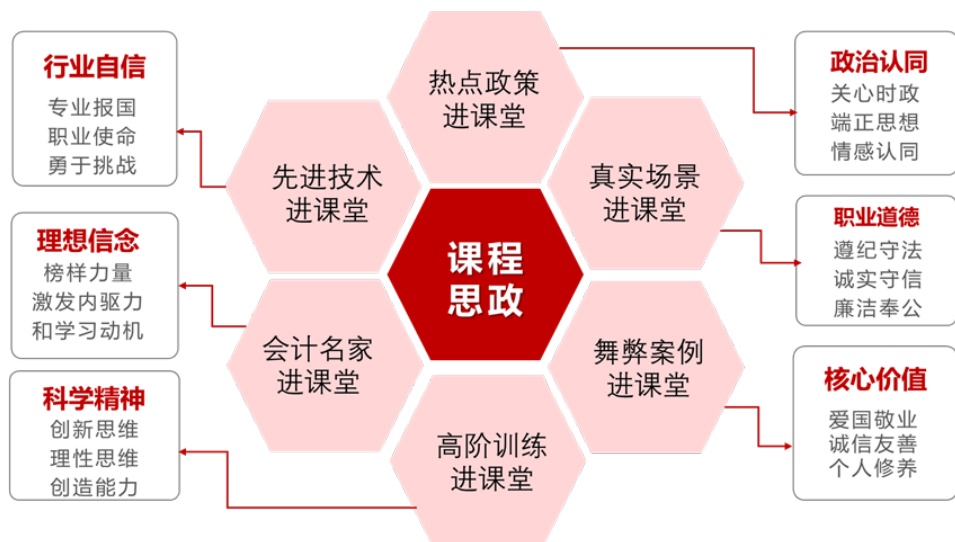 行业自信
专业报国
职业使命
勇于挑战
理想信念
榜样力量
激发内驱力
和学习动机
科学精神
创新思维
理性思维
创造能力
热点政策
进课堂
先进技术
进课堂
真实场景
进课堂
课程
思政
会计名家
进课堂
舞弊案例
进课堂
高阶训练
进课堂
政治认同
关心时政
端正思想
情感认同
职业道德
遵纪守法
诚实守信
廉洁奉公
核心价值
爱国敬业
诚信友善
个人修养